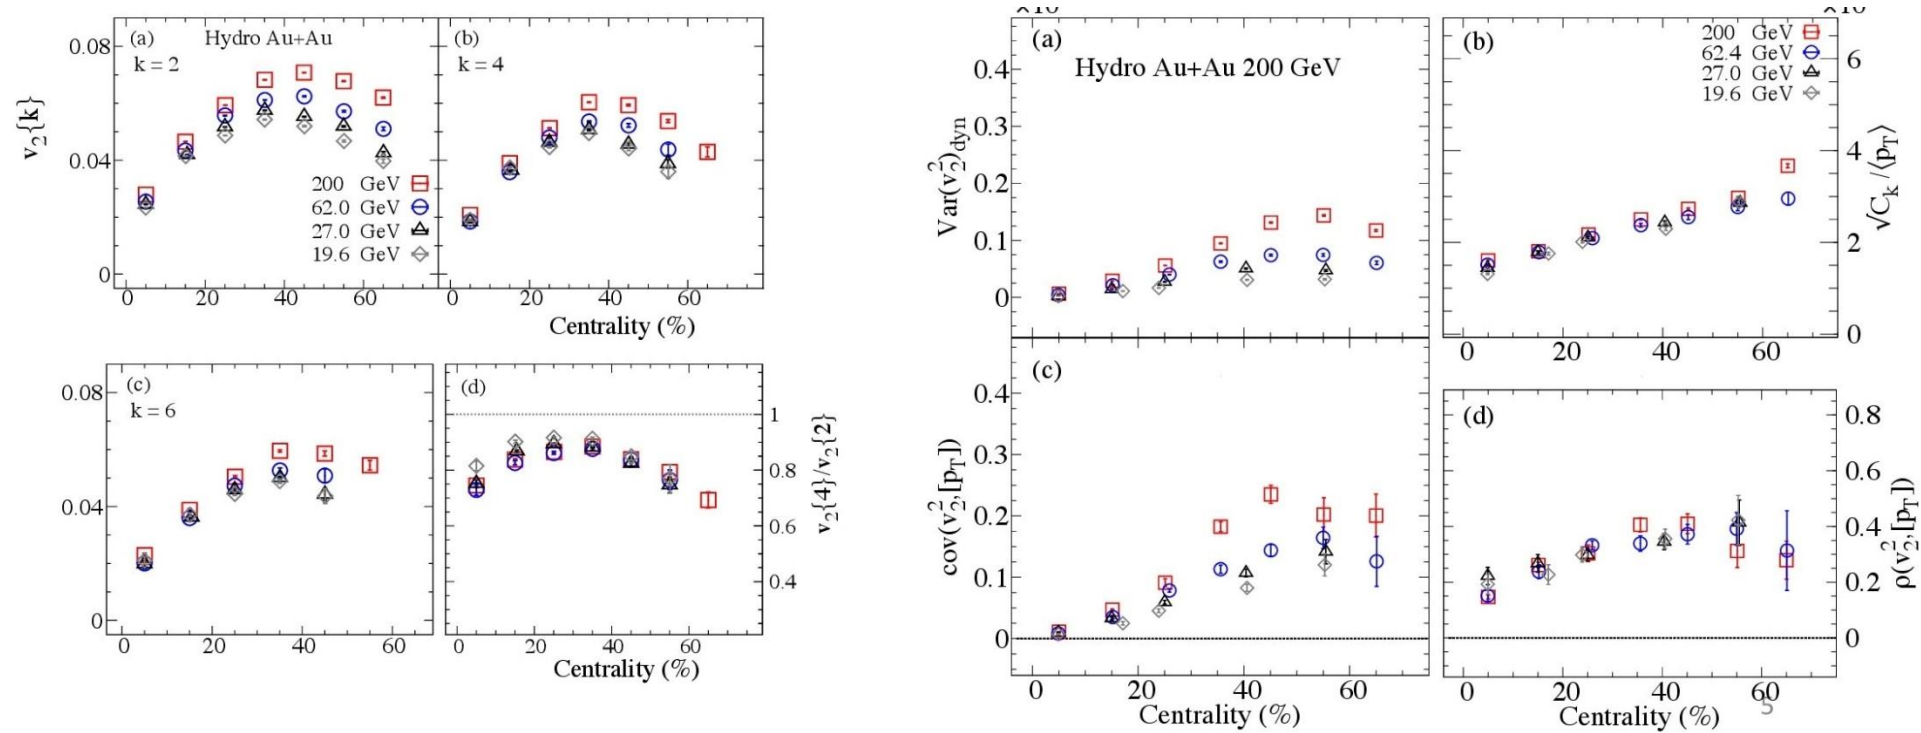 (a) Hydro Au+Au
k = 2
(b)
k = 4
0.08
0.04
0
v₂{k}
200 GeV
62.0 GeV
27.0 GeV
19.6 GeV
0 20 40 60
0 20 40 60
Centrality (%)
(c)
k = 6
(d)
0.08
0.04
0
1
0.8
0.6
0.4
v₂{4}/v₂{2}
0 20 40 60
0 20 40 60
Centrality (%)
(a)
Hydro Au+Au 200 GeV
0.4
0.3
0.2
0.1
0
Var(v₂²)dyn
(b)
200 GeV
62.4 GeV
27.0 GeV
19.6 GeV
6
4
2
0
√Cₖ /⟨pT⟩
0 20 40 60
(c)
0.4
0.3
0.2
0.1
0
cov(v₂²,[pT])
0 20 40 60
Centrality (%)
(d)
0.8
0.6
0.4
0.2
0
ρ(v₂²,[pT])
0 20 40 60
Centrality (%)
5